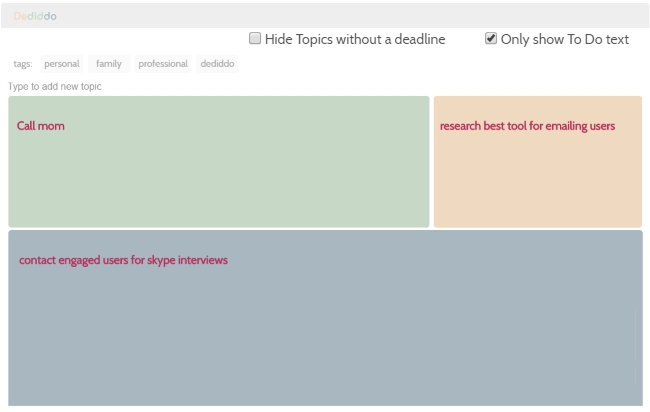 Dediddo
Hide Topics without a deadline Only show To Do text
tags: personal family professional dediddo
Type to add new topic
Call mom
research best tool for emailing users
contact engaged users for skype interviews